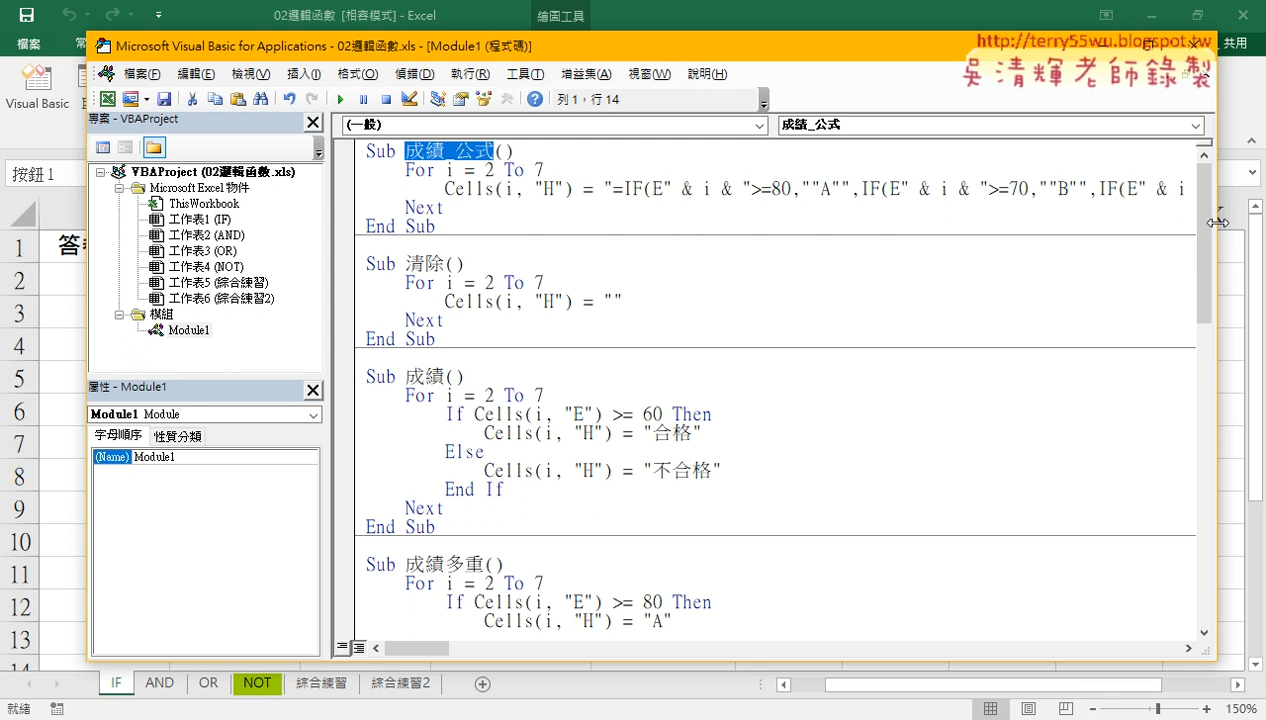 02邏輯函數 [相容模式] - Excel
繪圖工具
檔案
常
共用
Visual Basic
Microsoft Visual Basic for Applications - 02邏輯函數.xls - [Module1 (程式碼)]
http://terry55wu.blogspot.tw
吳清輝老師錄製
檔案(F) 編輯(E) 檢視(V) 插入(I) 格式(O) 偵錯(D) 執行(R) 工具(T) 增益集(A) 視窗(W) 說明(H)
列 1，行 14
專案 - VBAProject
(一般)
成績_公式
VBAProject (02邏輯函數.xls)
Microsoft Excel 物件
ThisWorkbook
工作表1 (IF)
工作表2 (AND)
工作表3 (OR)
工作表4 (NOT)
工作表5 (綜合練習)
工作表6 (綜合練習2)
模組
Module1
屬性 - Module1
Module1 Module
字母順序 性質分類
(Name) Module1
Sub 成績_公式()
For i = 2 To 7
Cells(i, "H") = "=IF(E" & i & ">=80,""A"",IF(E" & i & ">=70,""B"",IF(E" & i
Next
End Sub
Sub 清除()
For i = 2 To 7
Cells(i, "H") = ""
Next
End Sub
Sub 成績()
For i = 2 To 7
If Cells(i, "E") >= 60 Then
Cells(i, "H") = "合格"
Else
Cells(i, "H") = "不合格"
End If
Next
End Sub
Sub 成績多重()
For i = 2 To 7
If Cells(i, "E") >= 80 Then
Cells(i, "H") = "A"
按鈕 1
1
2
3
4
5
6
7
8
9
10
11
12
13
14
IF AND OR NOT 綜合練習 綜合練習2
就緒
150%